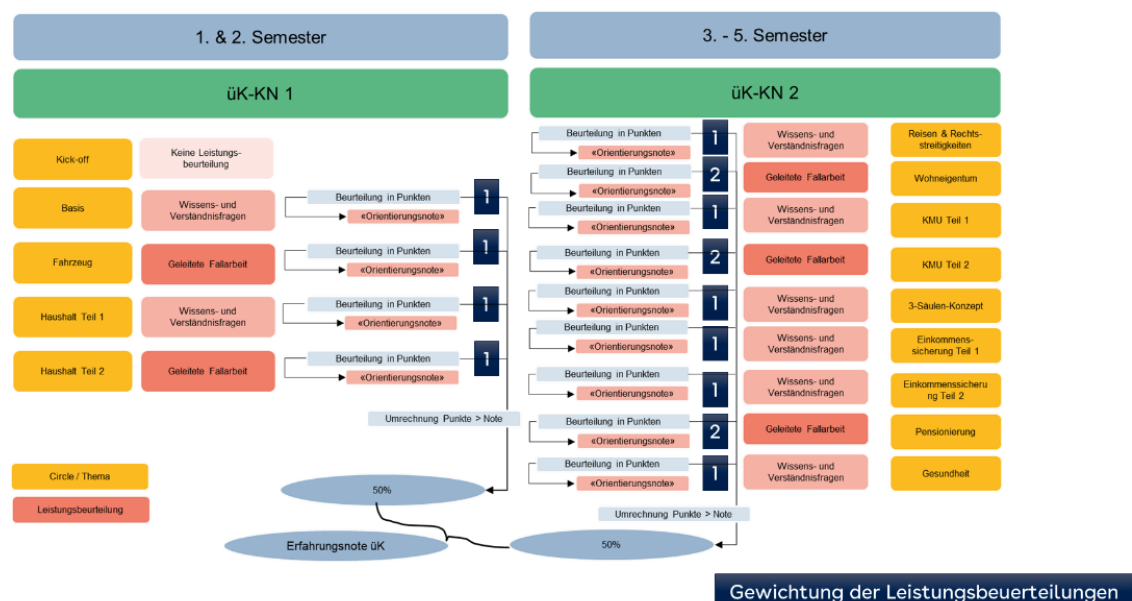 1. & 2. Semester
üK-KN 1
Kick-off
Keine Leistungs-
beurteilung
Basis
Wissens- und
Verständnisfragen
Beurteilung in Punkten
1
«Orientierungsnote»
Fahrzeug
Geleitete Fallarbeit
Beurteilung in Punkten
1
«Orientierungsnote»
Haushalt Teil 1
Wissens- und
Verständnisfragen
Beurteilung in Punkten
1
«Orientierungsnote»
Haushalt Teil 2
Geleitete Fallarbeit
Beurteilung in Punkten
1
«Orientierungsnote»
Umrechnung Punkte > Note
3. - 5. Semester
üK-KN 2
Beurteilung in Punkten
«Orientierungsnote»
1
Wissens- und
Verständnisfragen
Reisen & Rechts-
streitigkeiten
Beurteilung in Punkten
«Orientierungsnote»
2
Geleitete Fallarbeit
Wohneigentum
Beurteilung in Punkten
«Orientierungsnote»
1
Wissens- und
Verständnisfragen
KMU Teil 1
Beurteilung in Punkten
«Orientierungsnote»
2
Geleitete Fallarbeit
KMU Teil 2
Beurteilung in Punkten
«Orientierungsnote»
1
Wissens- und
Verständnisfragen
3-Säulen-Konzept
Beurteilung in Punkten
«Orientierungsnote»
1
Wissens- und
Verständnisfragen
Einkommens-
sicherung Teil 1
Beurteilung in Punkten
«Orientierungsnote»
1
Wissens- und
Verständnisfragen
Einkommenssicheru
ng Teil 2
Beurteilung in Punkten
«Orientierungsnote»
2
Geleitete Fallarbeit
Pensionierung
Beurteilung in Punkten
«Orientierungsnote»
1
Wissens- und
Verständnisfragen
Gesundheit
Umrechnung Punkte > Note
Circle / Thema
Leistungsbeurteilung
50%
Erfahrungsnote üK
50%
Gewichtung der Leistungsbeurteilungen